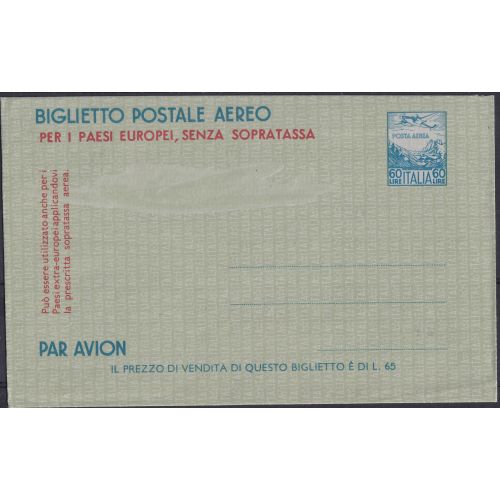 BIGLIETTO POSTALE AEREO
PER I PAESI EUROPEI, SENZA SOPRATASSA
POSTA AEREA
60 ITALIA 60
LIRE LIRE
Può essere utilizzato anche per i
Paesi extra-europei applicandovi
la prescritta sopratassa aerea.
PAR AVION
IL PREZZO DI VENDITA DI QUESTO BIGLIETTO È DI L. 65